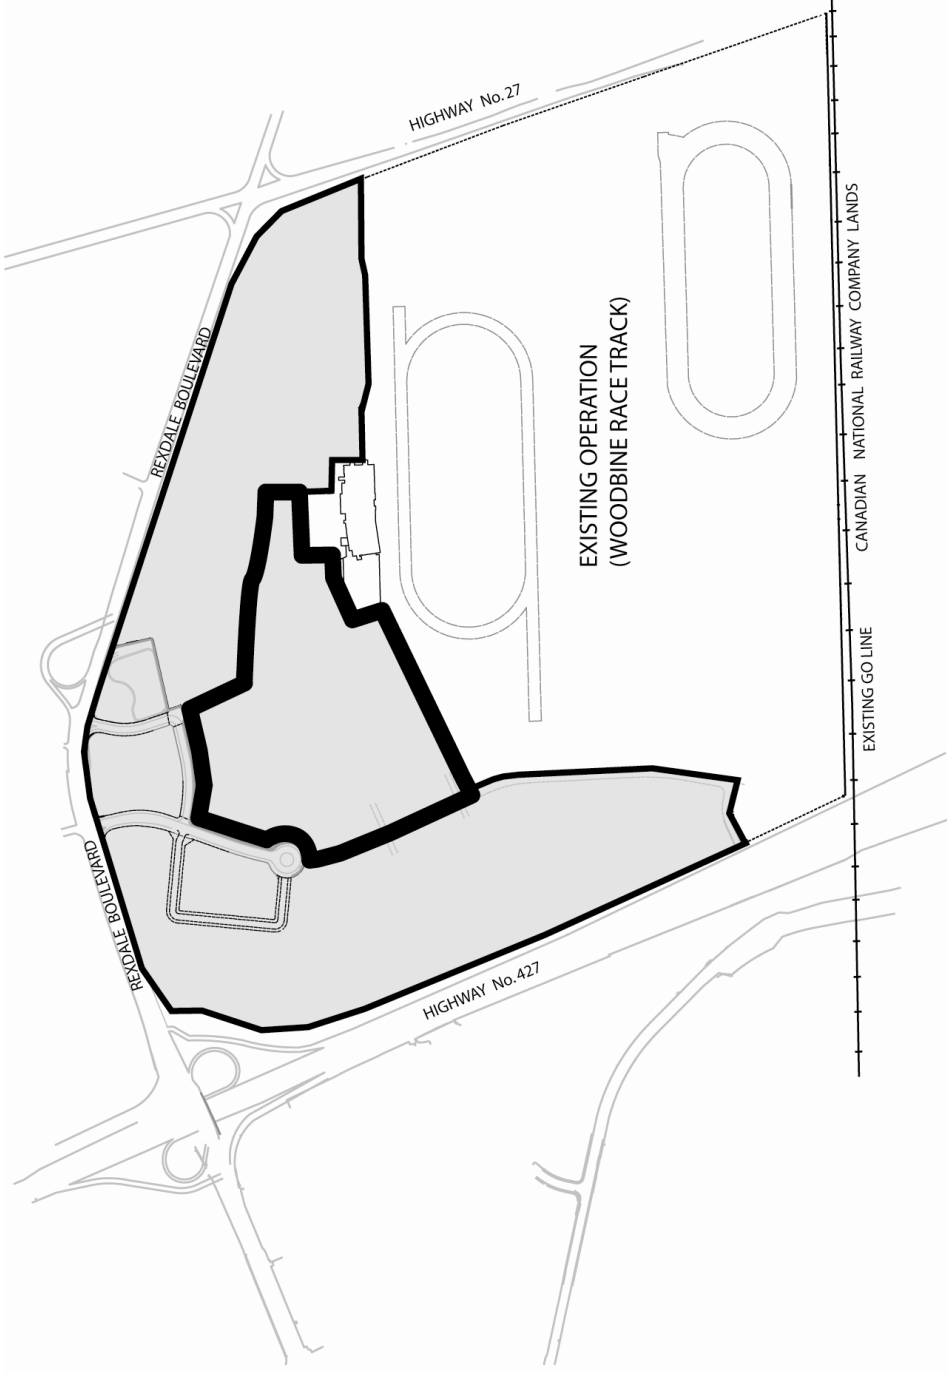 HIGHWAY No.27
REXDALE BOULEVARD
EXISTING OPERATION
(WOODBINE RACE TRACK)
CANADIAN NATIONAL RAILWAY COMPANY LANDS
EXISTING GO LINE
REXDALE BOULEVARD
HIGHWAY No.427